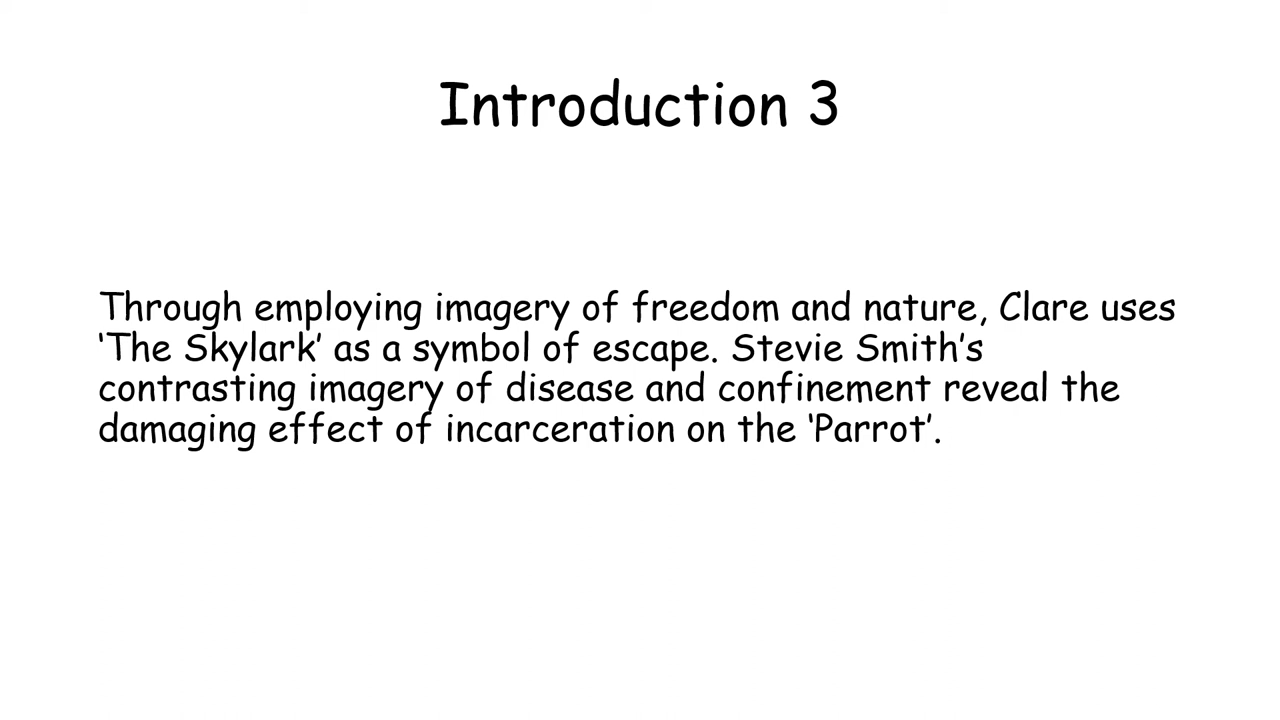 Introduction 3
Through employing imagery of freedom and nature, Clare uses
‘The Skylark’ as a symbol of escape. Stevie Smith’s
contrasting imagery of disease and confinement reveal the
damaging effect of incarceration on the ‘Parrot’.